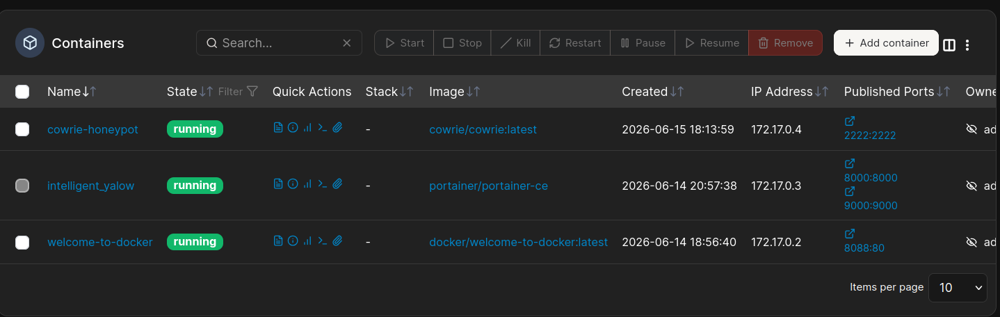 Containers Search... Start Stop Kill Restart Pause Resume Remove + Add container
Name State Filter Quick Actions Stack Image Created IP Address Published Ports Owne
cowrie-honeypot running - cowrie/cowrie:latest 2026-06-15 18:13:59 172.17.0.4 2222:2222 ad
intelligent_yalow running - portainer/portainer-ce 2026-06-14 20:57:38 172.17.0.3 8000:8000 ad
9000:9000
welcome-to-docker running - docker/welcome-to-docker:latest 2026-06-14 18:56:40 172.17.0.2 8088:80 ad
Items per page 10